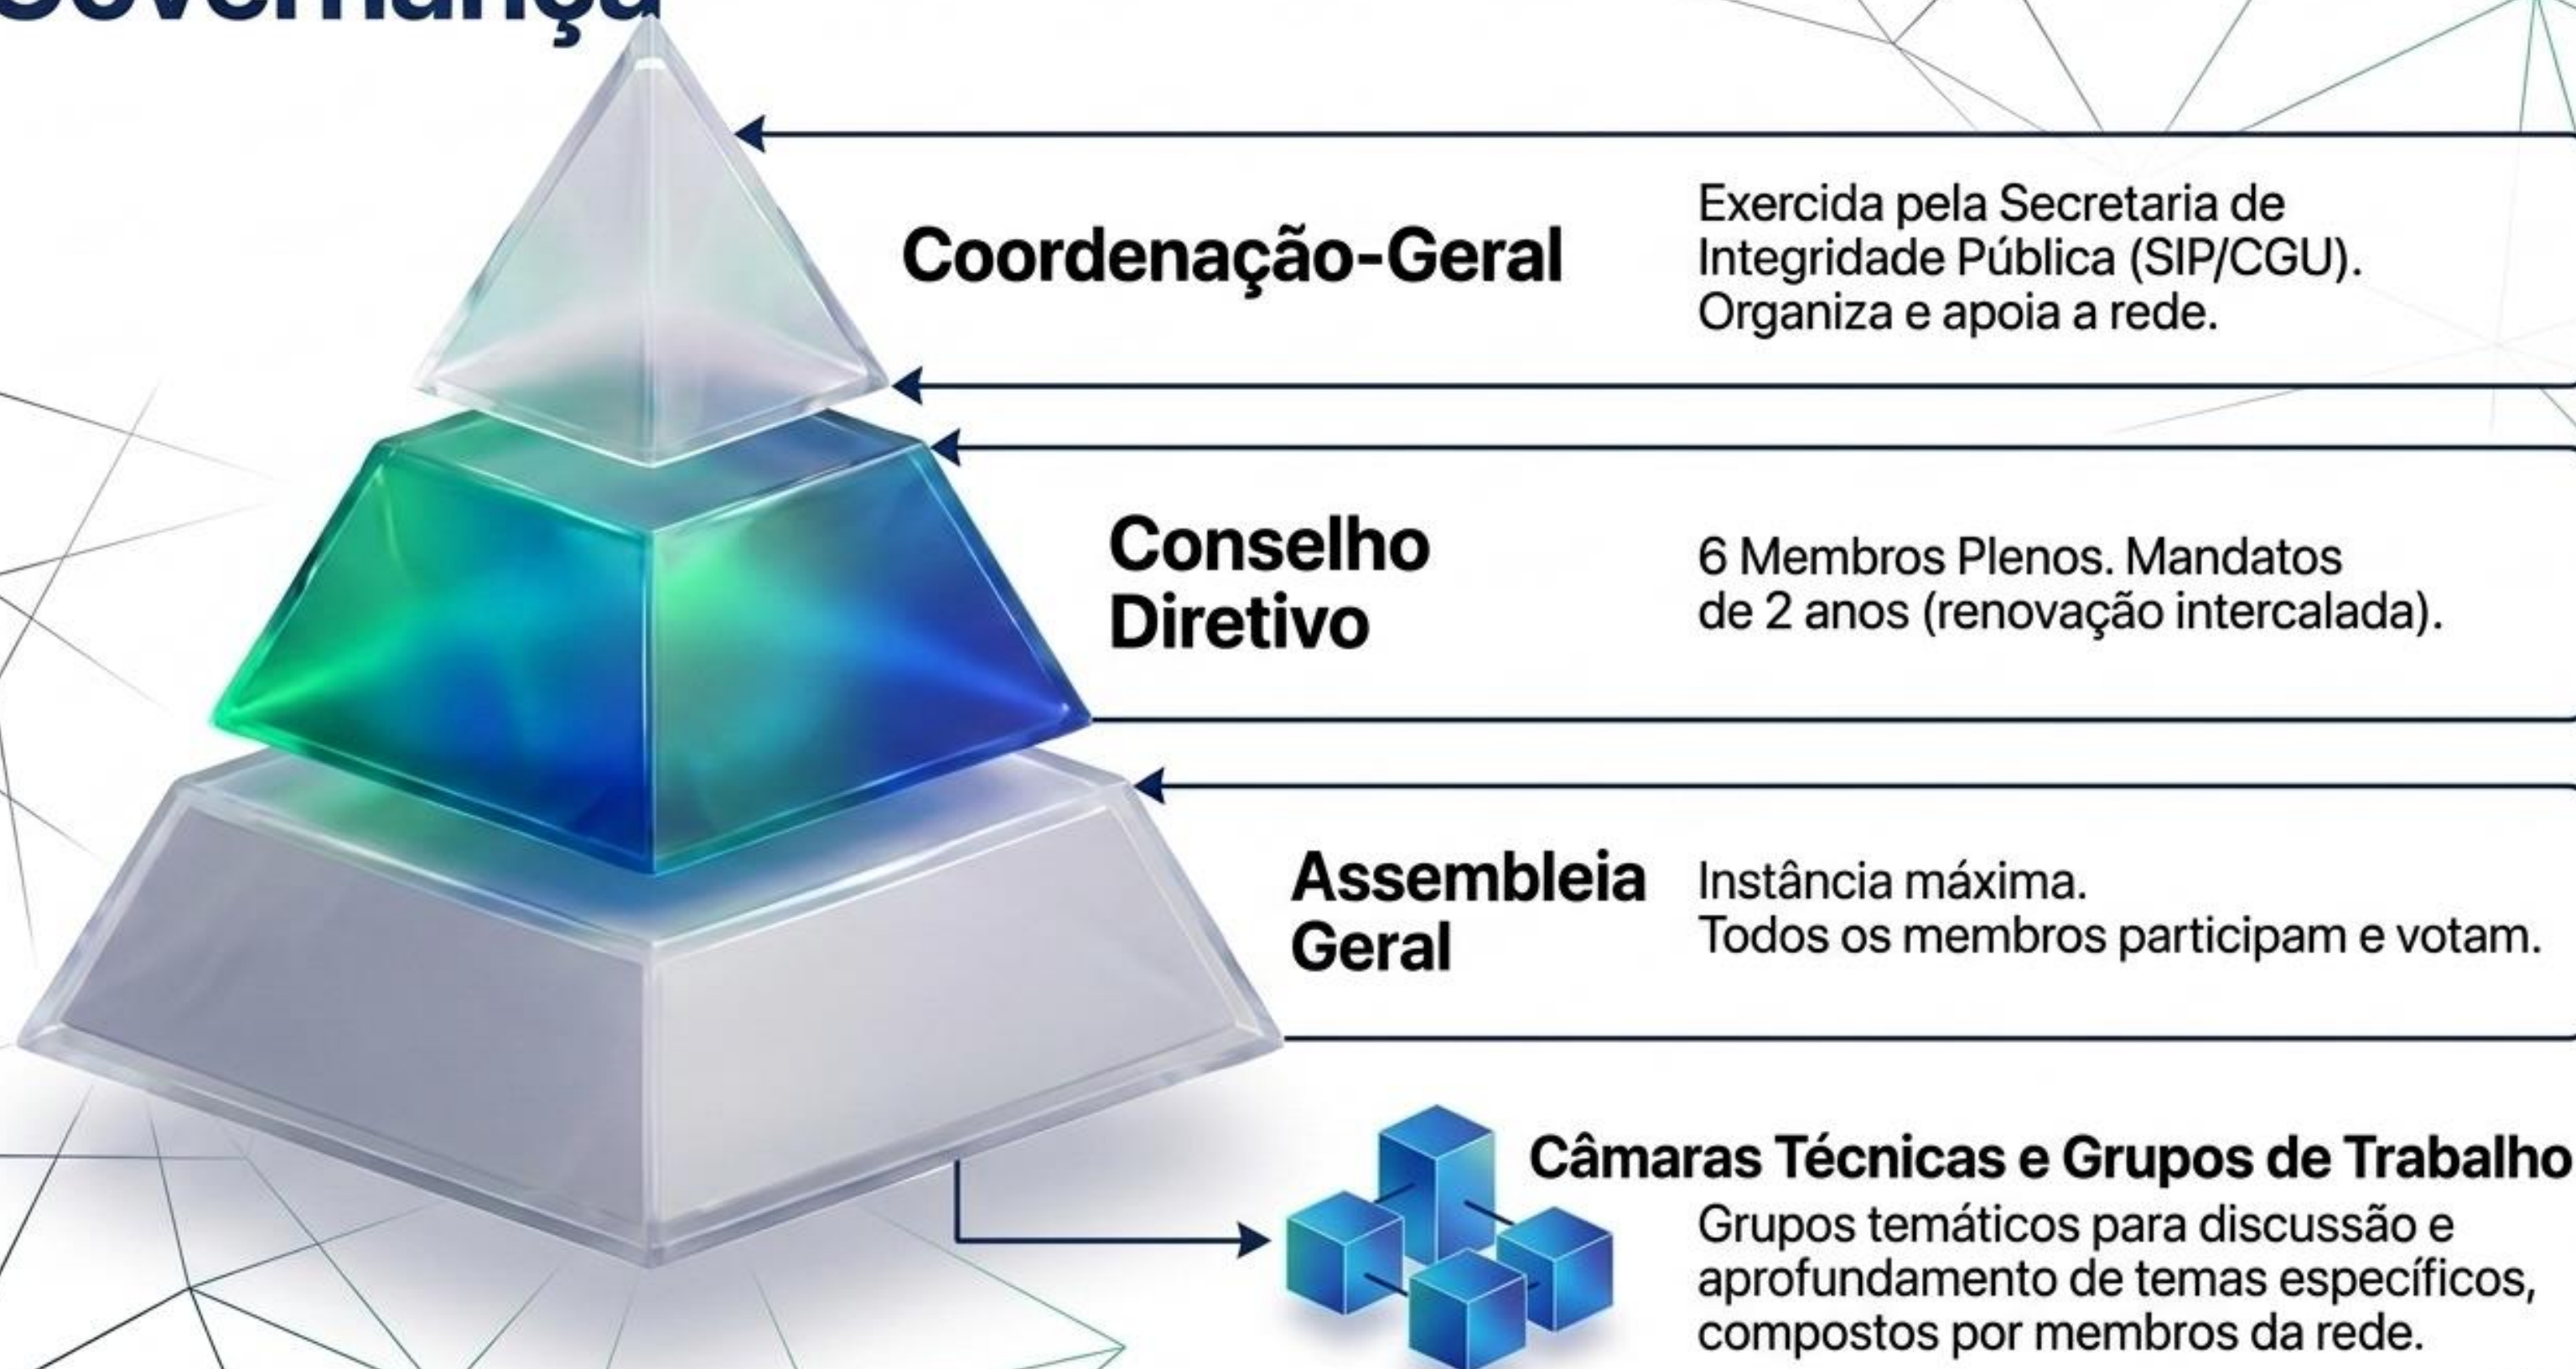 Governança
Coordenação-Geral
Exercida pela Secretaria de
Integridade Pública (SIP/CGU).
Organiza e apoia a rede.
Conselho
Diretivo
6 Membros Plenos. Mandatos
de 2 anos (renovação intercalada).
Assembleia
Geral
Instância máxima.
Todos os membros participam e votam.
Câmaras Técnicas e Grupos de Trabalho
Grupos temáticos para discussão e
aprofundamento de temas específicos,
compostos por membros da rede.